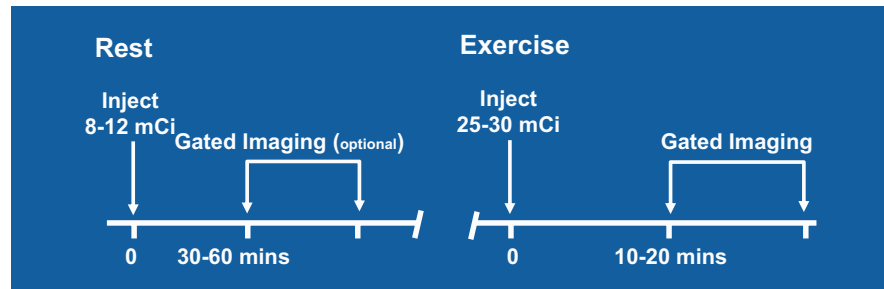 Rest
Inject
8-12 mCi
Gated Imaging (optional)
0
30-60 mins
Exercise
Inject
25-30 mCi
Gated Imaging
0
10-20 mins